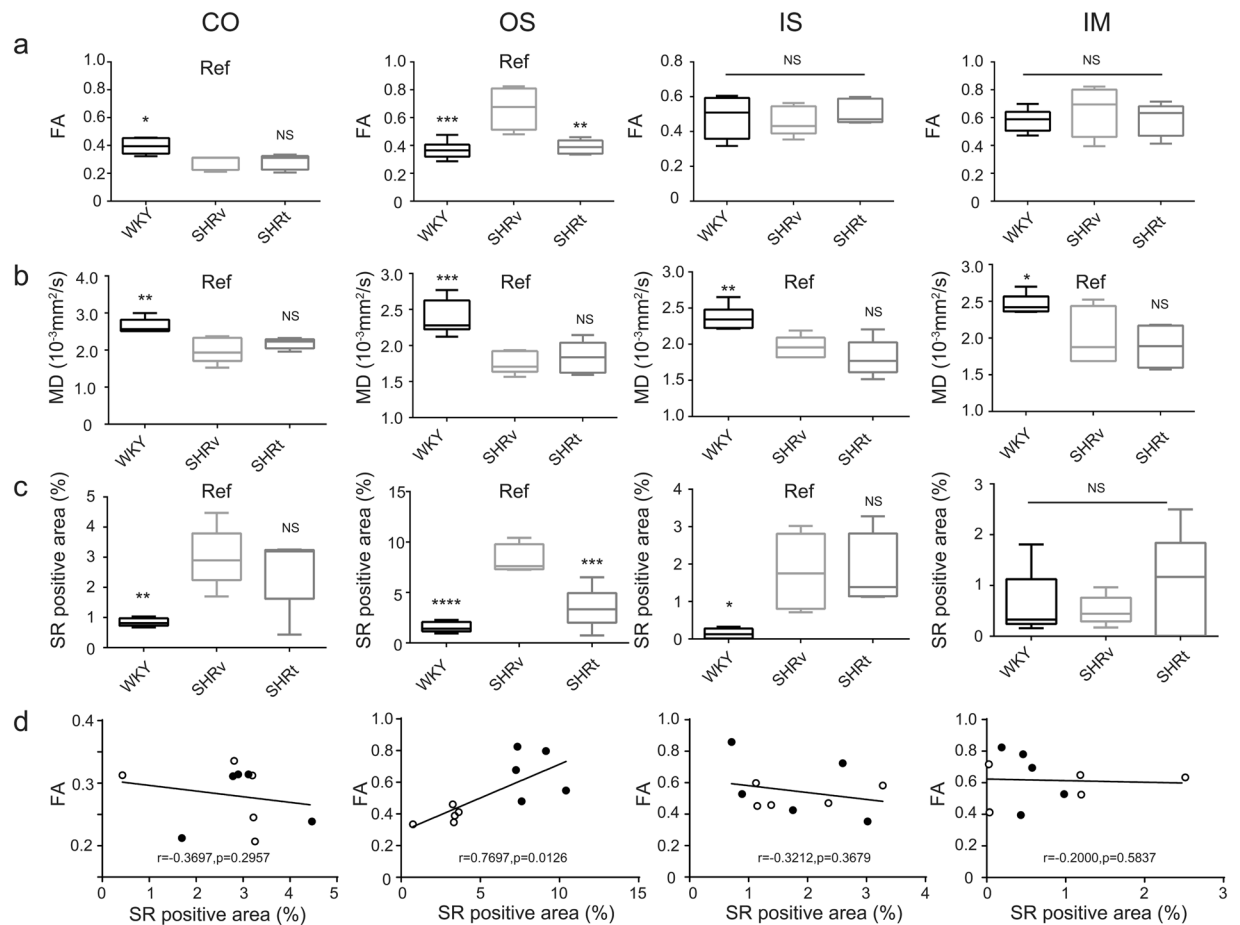 CO OS IS IM
a
FA
1.0
0.8
0.6
0.4
0.2
0
Ref
*
NS
WKY
SHRv
SHRt
FA
1.0
0.8
0.6
0.4
0.2
0
Ref
***
**
WKY
SHRv
SHRt
FA
0.8
0.6
0.4
0.2
0
NS
WKY
SHRv
SHRt
FA
1.0
0.8
0.6
0.4
0.2
0
NS
WKY
SHRv
SHRt
b
MD (10⁻³mm²/s)
4.0
3.0
2.0
1.0
0
Ref
**
NS
WKY
SHRv
SHRt
MD (10⁻³mm²/s)
3.0
2.5
2.0
1.5
1.0
Ref
***
NS
WKY
SHRv
SHRt
MD (10⁻³mm²/s)
3.0
2.5
2.0
1.5
1.0
Ref
**
NS
WKY
SHRv
SHRt
MD (10⁻³mm²/s)
3.0
2.5
2.0
1.5
1.0
Ref
*
NS
WKY
SHRv
SHRt
c
SR positive area (%)
5
4
3
2
1
0
Ref
**
NS
WKY
SHRv
SHRt
SR positive area (%)
15
10
5
0
Ref
****
***
WKY
SHRv
SHRt
SR positive area (%)
4
3
2
1
0
Ref
*
NS
WKY
SHRv
SHRt
SR positive area (%)
3
2
1
0
NS
WKY
SHRv
SHRt
d
FA
0.4
0.3
0.2
r=-0.3697,p=0.2957
0 1 2 3 4 5
SR positive area (%)
FA
1.0
0.8
0.6
0.4
0.2
0
r=0.7697,p=0.0126
0 5 10 15
SR positive area (%)
FA
1.0
0.8
0.6
0.4
0.2
0
r=-0.3212,p=0.3679
0 1 2 3 4
SR positive area (%)
FA
1.0
0.8
0.6
0.4
0.2
0
r=-0.2000,p=0.5837
0 1 2 3
SR positive area (%)